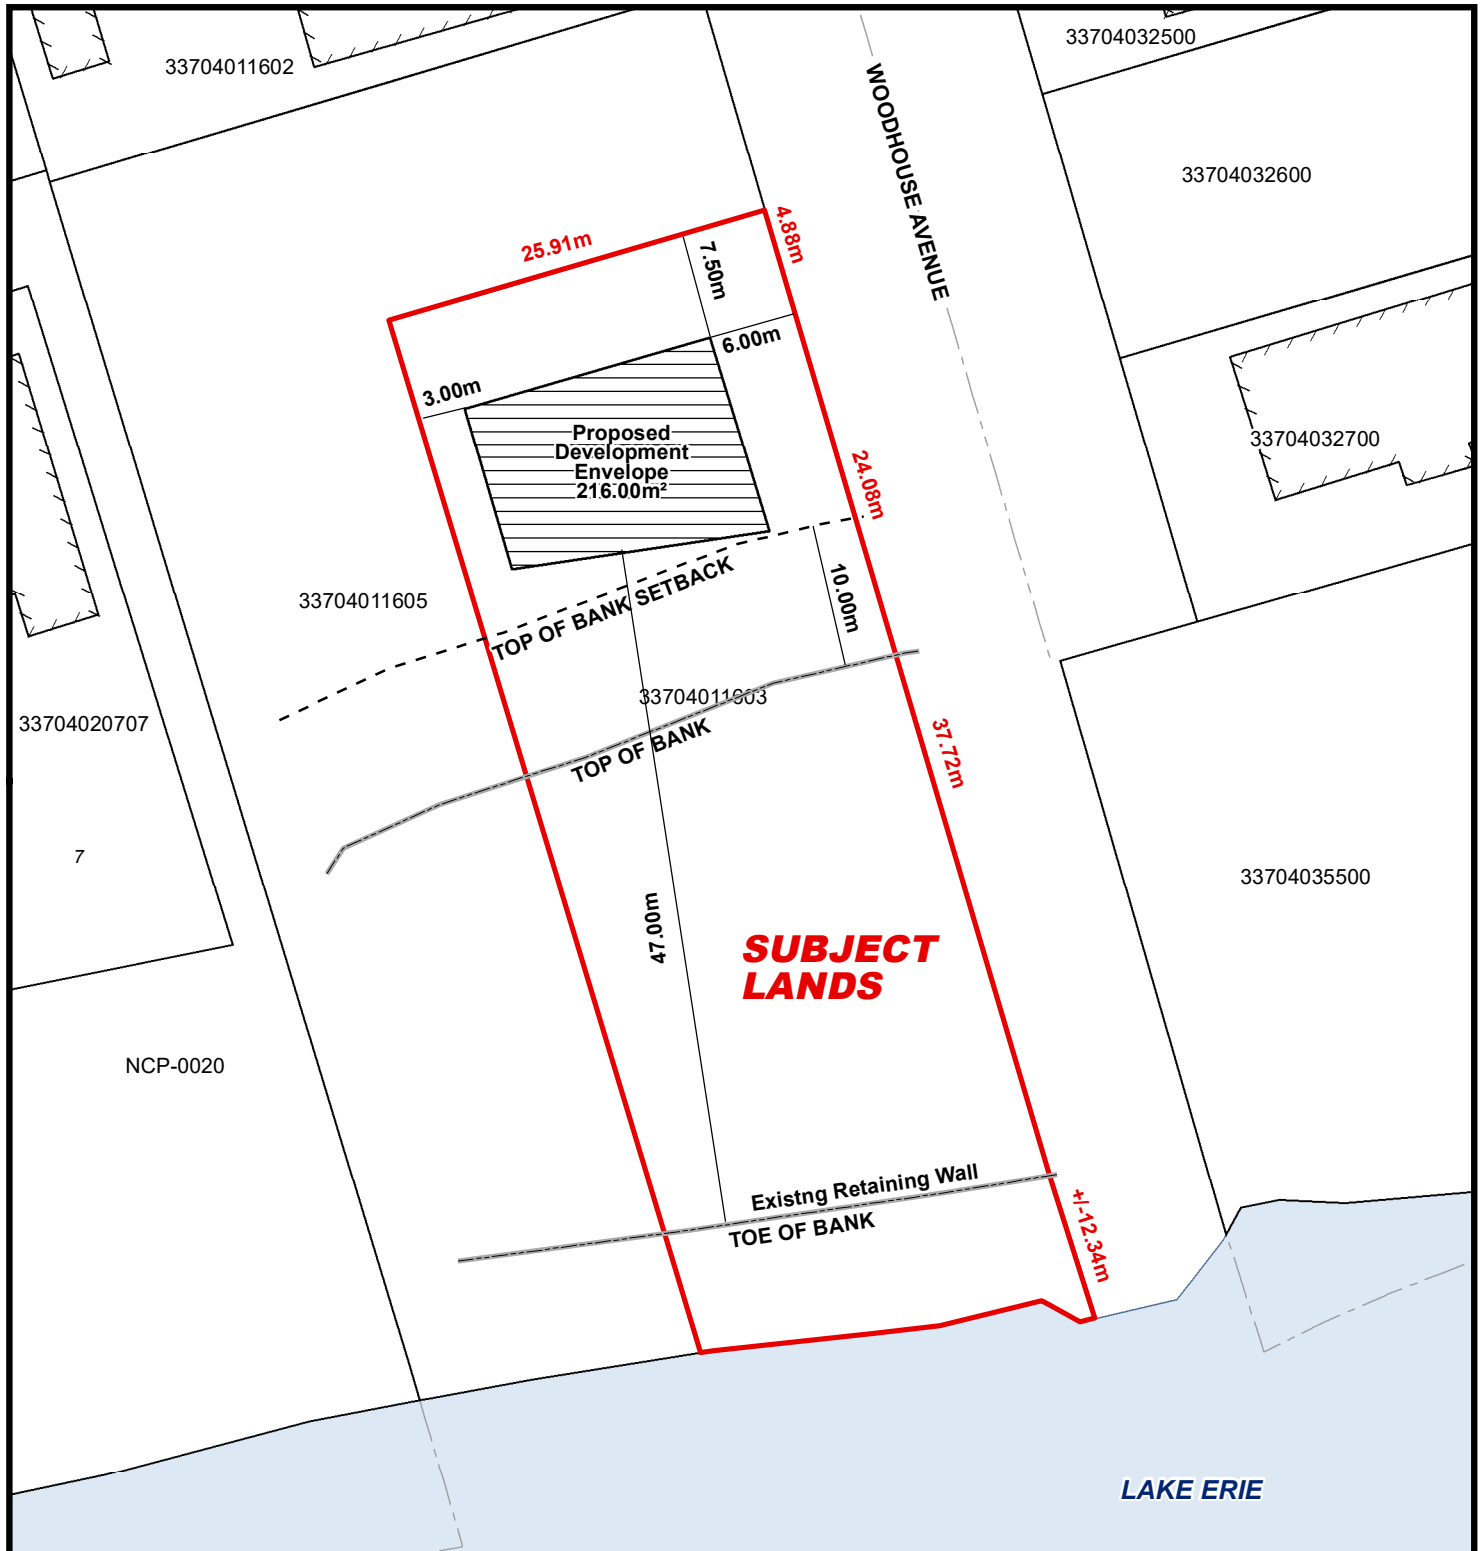 33704011602
33704032500
WOODHOUSE AVENUE
33704032600
4.88m
25.91m
7.50m
6.00m
3.00m
Proposed
Development
Envelope
216.00m²
33704032700
24.08m
TOP OF BANK SETBACK
10.00m
33704011605
33704011603
33704020707
TOP OF BANK
37.72m
7
33704035500
47.00m
SUBJECT
LANDS
NCP-0020
Existng Retaining Wall
TOE OF BANK
+/-12.34m
LAKE ERIE